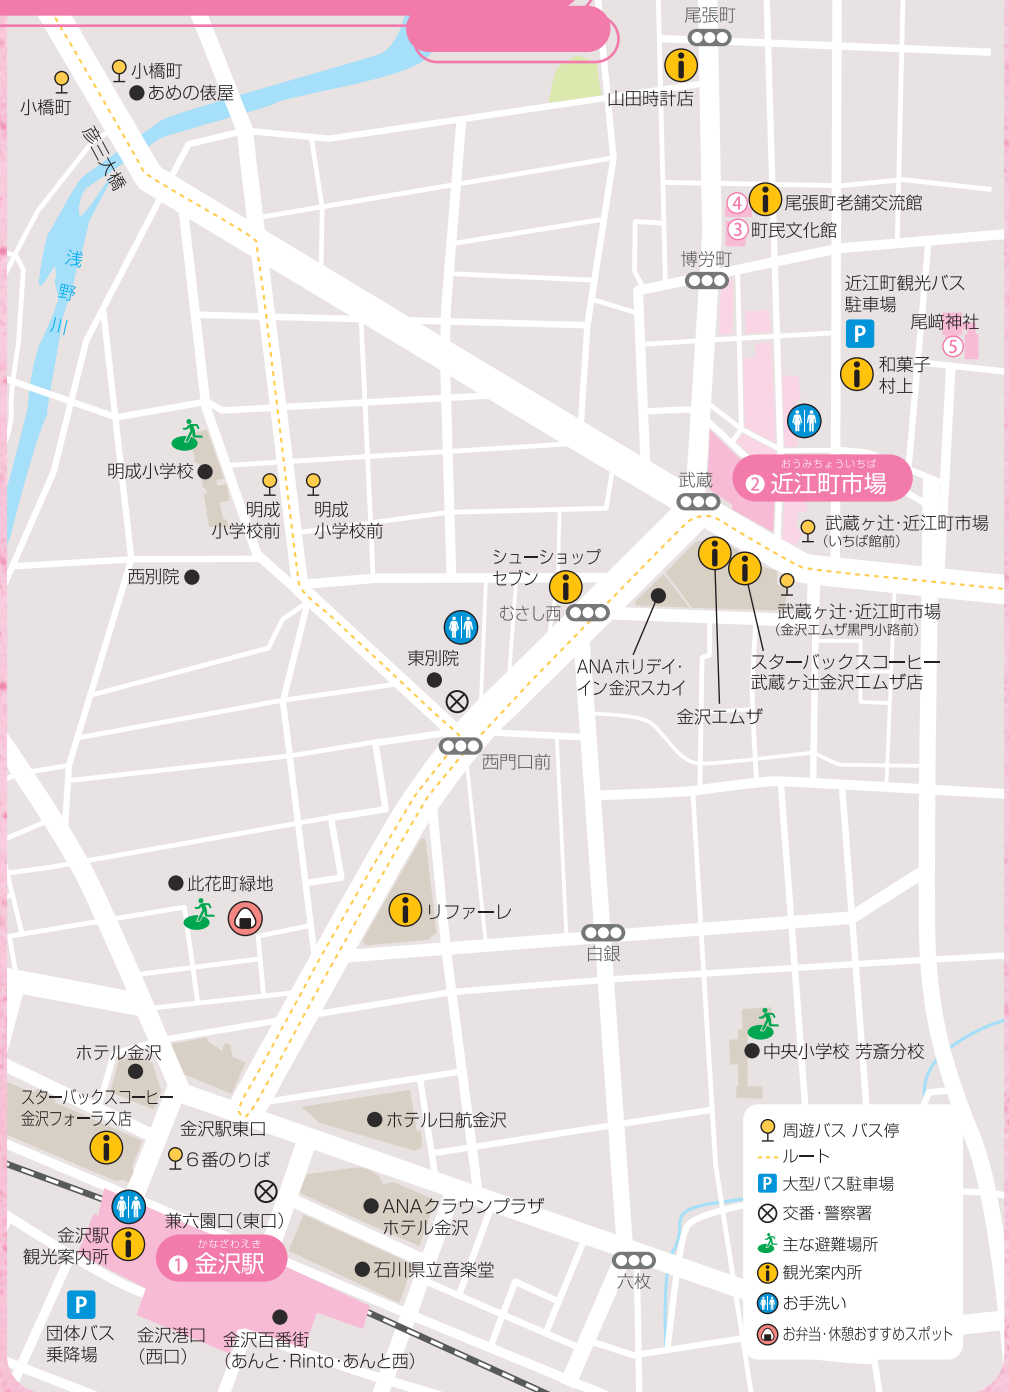 尾張町
小橋町
小橋町
あめの俵屋
山田時計店
彦三大橋
④
尾張町老舗交流館
③
町民文化館
浅野川
博労町
近江町観光バス
駐車場
P
尾﨑神社
⑤
和菓子
村上
明成小学校
おうみちょういちば
❷ 近江町市場
武蔵
明成
小学校前
明成
小学校前
武蔵ヶ辻・近江町市場
（いちば館前）
シューショップ
セブン
西別院
むさし西
武蔵ヶ辻・近江町市場
（金沢エムザ黒門小路前）
東別院
ANAホリデイ・
イン金沢スカイ
スターバックスコーヒー
武蔵ヶ辻金沢エムザ店
金沢エムザ
西門口前
此花町緑地
リファーレ
白銀
ホテル金沢
中央小学校 芳斎分校
スターバックスコーヒー
金沢フォーラス店
金沢駅東口
ホテル日航金沢
6番のりば
兼六園口（東口）
ANAクラウンプラザ
ホテル金沢
金沢駅
観光案内所
かなざわえき
❶ 金沢駅
石川県立音楽堂
六枚
P
団体バス
乗降場
金沢港口
（西口）
金沢百番街
（あんと・Rinto・あんと西）
周遊バス バス停
ルート
P 大型バス駐車場
交番・警察署
主な避難場所
観光案内所
お手洗い
お弁当・休憩おすすめスポット